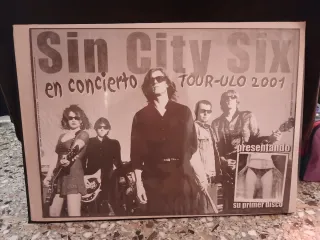 Sin City Six
en concierto TOUR-ULO 2001
presentando
su primer disco